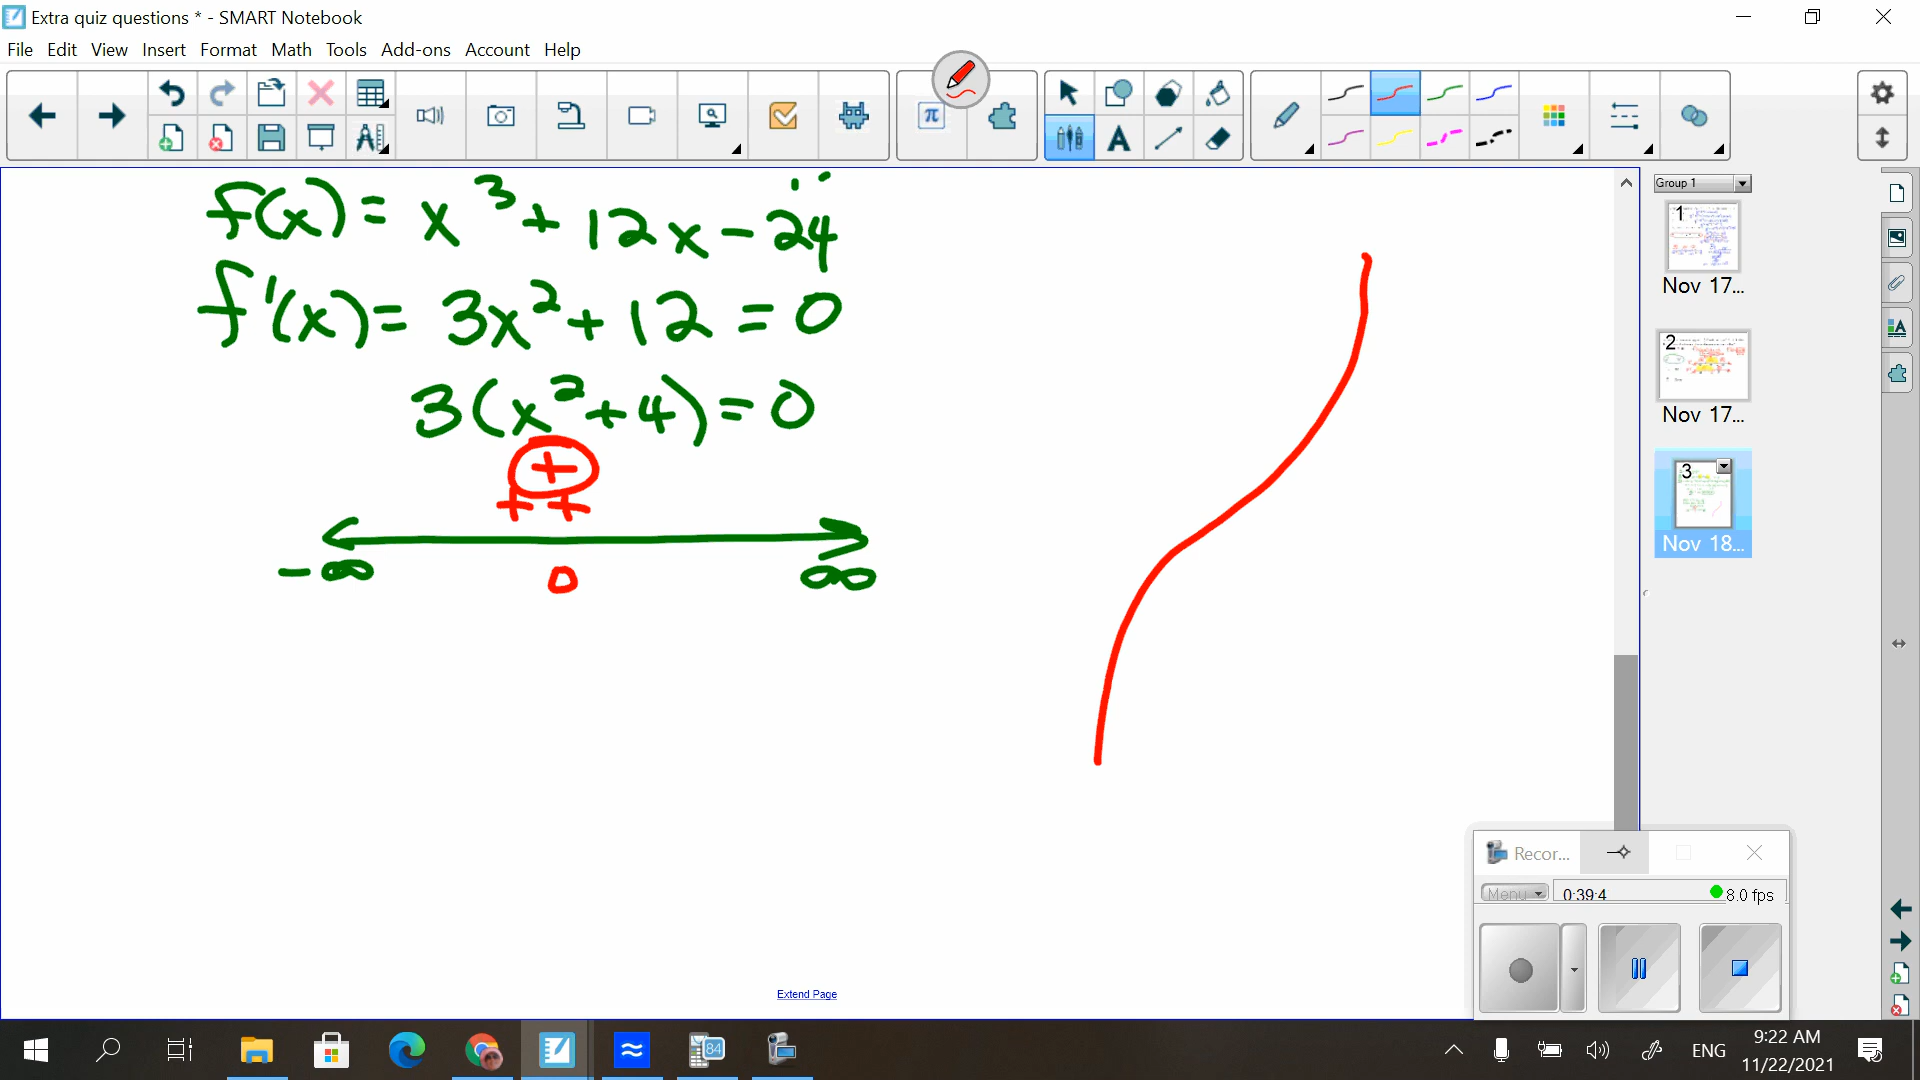 Extra quiz questions * - SMART Notebook
File Edit View Insert Format Math Tools Add-ons Account Help
π
A
f(x) = x³ + 12x - 24
f'(x) = 3x² + 12 = 0
3(x² + 4) = 0
+
+ +
- ∞ 0 ∞
Extend Page
Group 1
1
Nov 17...
2
Nov 17...
3
Nov 18...
Recor...
Menu
0:39:4
8.0 fps
84
ENG
9:22 AM
11/22/2021